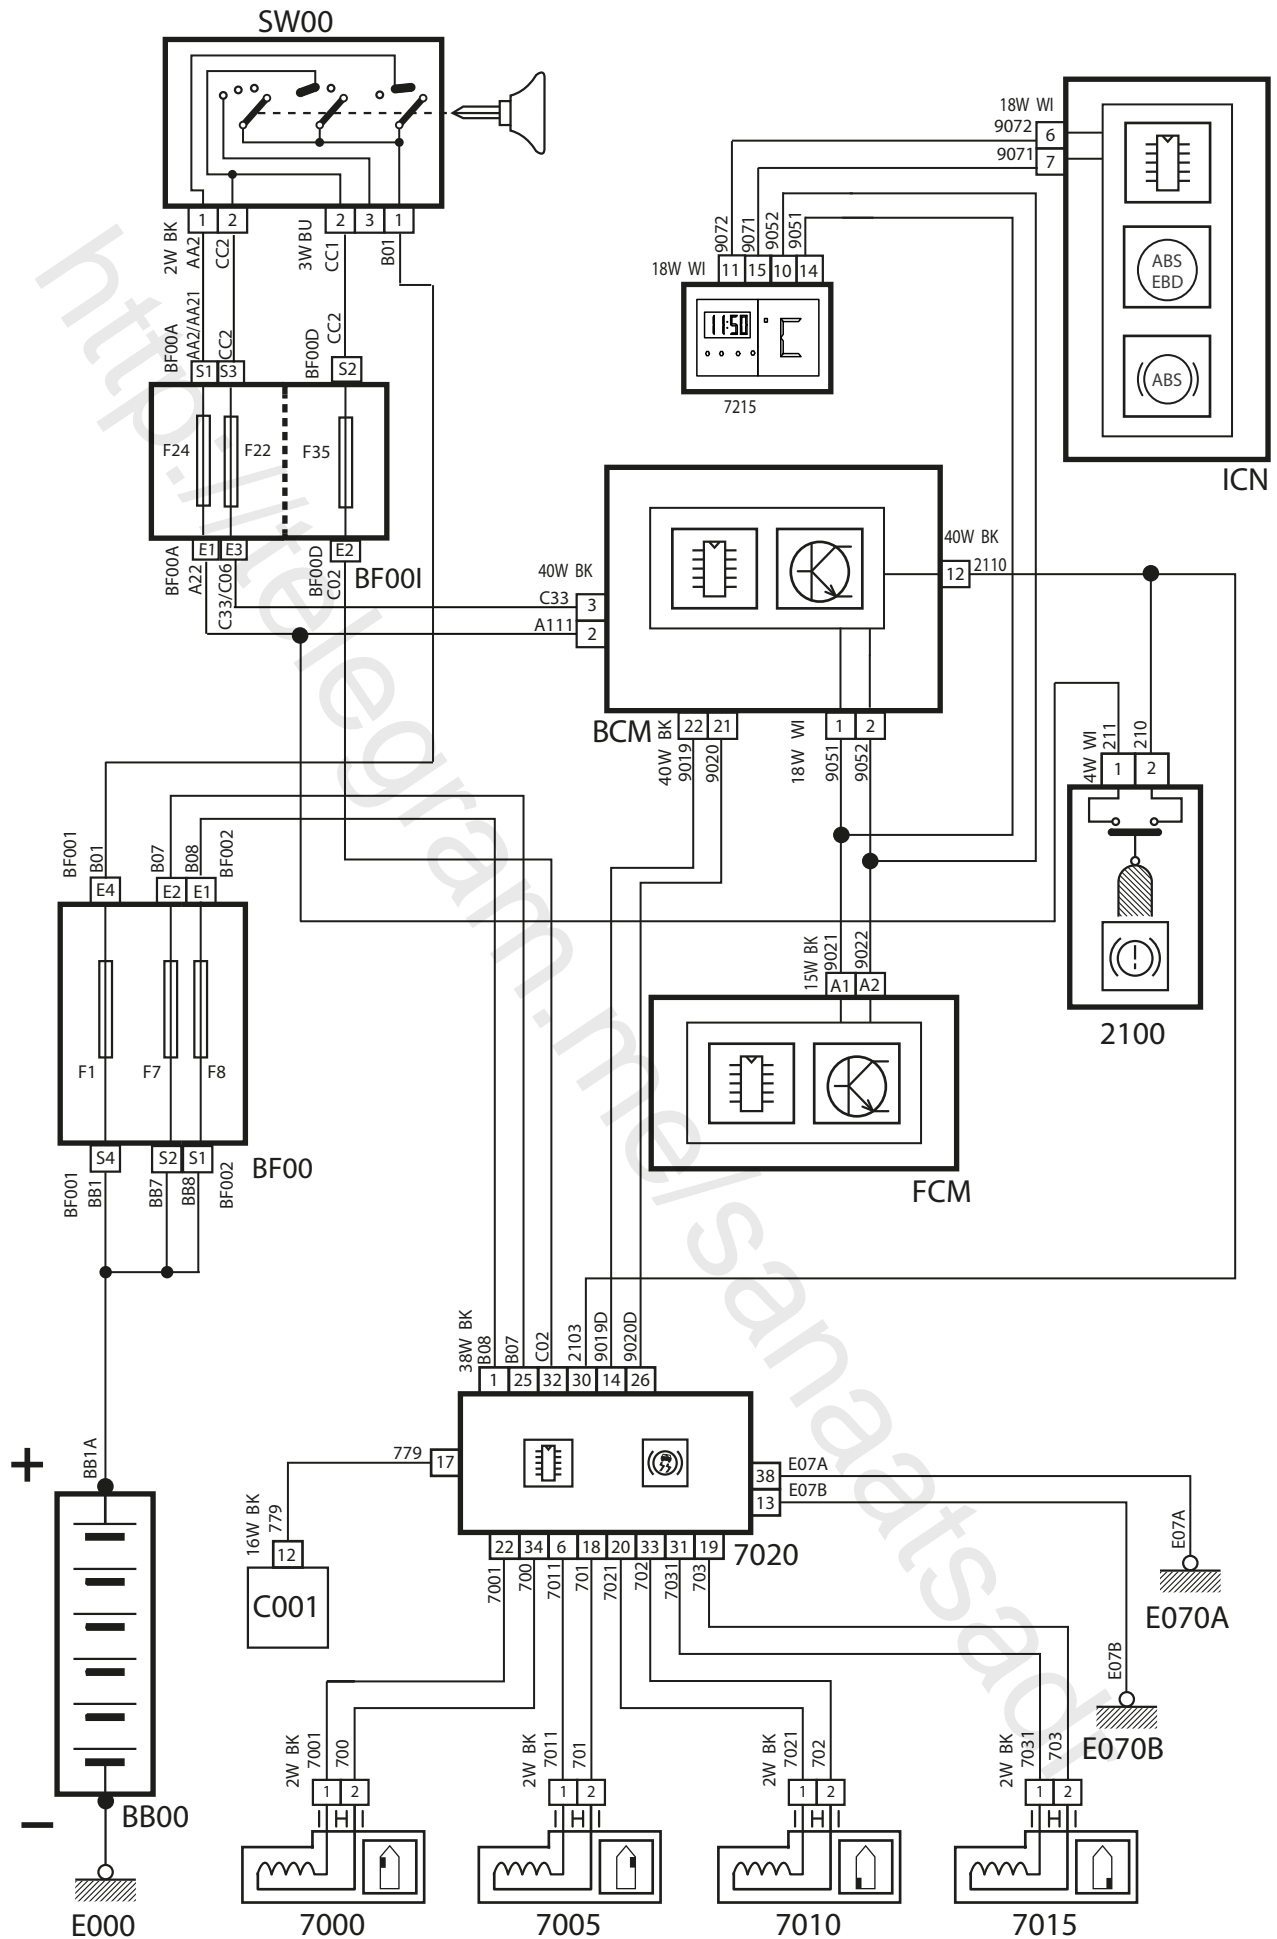 SW00
1
2
2
3
1
2W BK
AA2
CC2
3W BU
CC1
B01
BF00A
AA2/AA21
CC2
BF00D
CC2
S1
S3
S2
F24
F22
F35
E1
E3
E2
BF00A
A22
C33/C06
BF00D
C02
BF00I
18W WI
9072
6
9071
7
ABS
EBD
ABS
ICN
9072
9071
9052
9051
18W WI
11
15
10
14
11:50
°C
7215
40W BK
C33
3
A111
2
40W BK
12
2110
BCM
22
21
1
2
40W BK
9019
9020
18W WI
9051
9052
4W WI
211
210
1
2
2100
15W BK
9021
9022
A1
A2
FCM
BF001
B01
B07
B08
BF002
E4
E2
E1
F1
F7
F8
S4
S2
S1
BF00
BF001
BB1
BB7
BB8
BF002
BB1A
+
−
BB00
E000
38W BK
B08
B07
C02
2103
9019D
9020D
1
25
32
30
14
26
779
17
16W BK
779
12
C001
38
E07A
13
E07B
E07A
E070A
E07B
E070B
22
34
6
18
20
33
31
19
7020
7001
700
7011
701
7021
702
7031
703
2W BK
7001
700
1
2
H
7000
2W BK
7011
701
1
2
H
7005
2W BK
7021
702
1
2
H
7010
2W BK
7031
703
1
2
H
7015
http://telegram.me/sanaatsadr